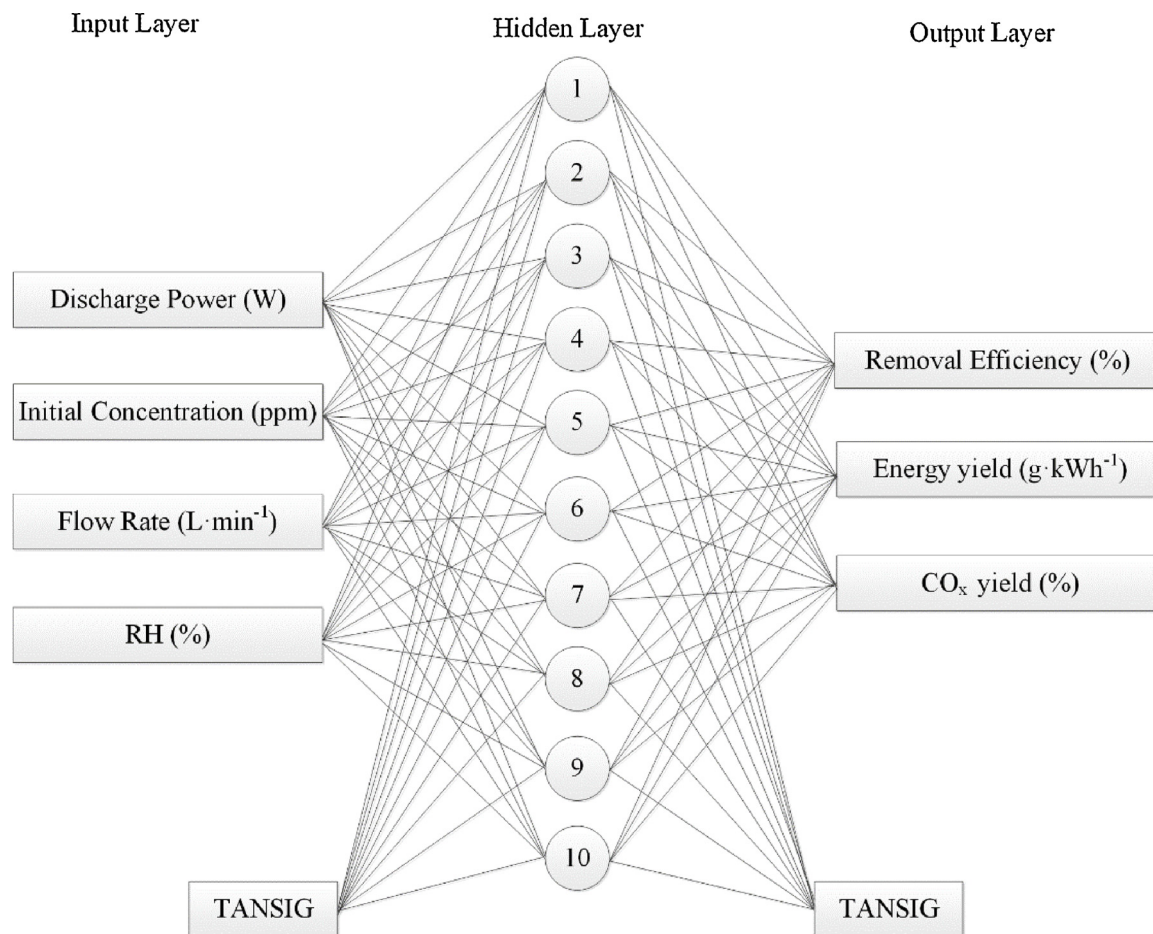 Input Layer
Hidden Layer
Output Layer
1
2
3
4
5
6
7
8
9
10
Discharge Power (W)
Initial Concentration (ppm)
Flow Rate (L·min⁻¹)
RH (%)
TANSIG
Removal Efficiency (%)
Energy yield (g·kWh⁻¹)
COₓ yield (%)
TANSIG